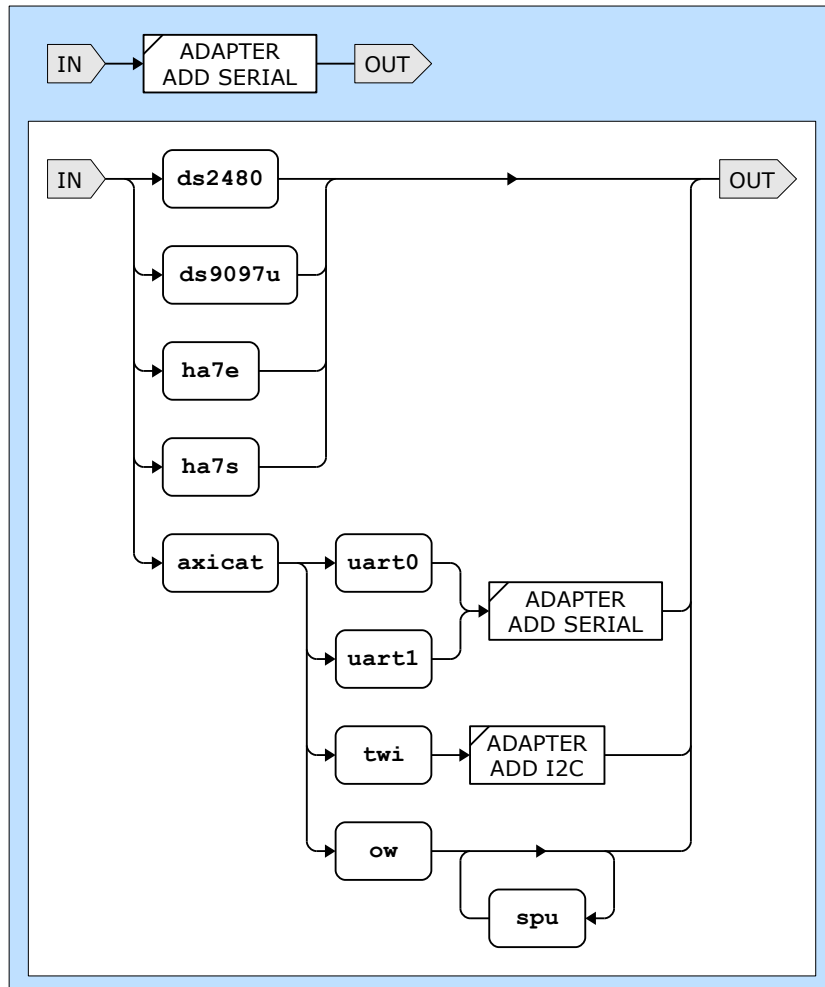 IN
ADAPTER
ADD SERIAL
OUT
IN
ds2480
OUT
ds9097u
ha7e
ha7s
axicat
uart0
ADAPTER
ADD SERIAL
uart1
twi
ADAPTER
ADD I2C
ow
spu